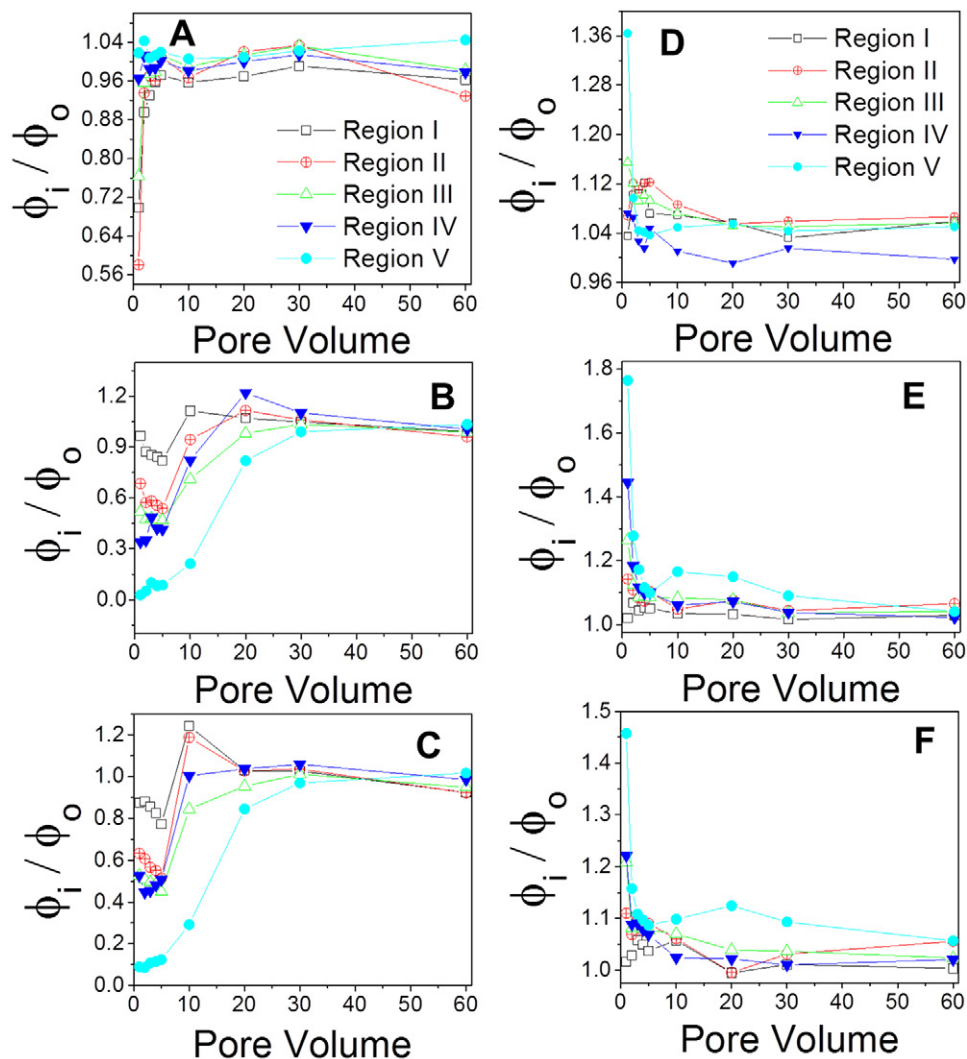 A
ϕi / ϕo
1.04
0.96
0.88
0.80
0.72
0.64
0.56
Region I
Region II
Region III
Region IV
Region V
0 10 20 30 40 50 60
Pore Volume
D
ϕi / ϕo
1.36
1.28
1.20
1.12
1.04
0.96
Region I
Region II
Region III
Region IV
Region V
0 10 20 30 40 50 60
Pore Volume
B
ϕi / ϕo
1.2
0.9
0.6
0.3
0.0
0 10 20 30 40 50 60
Pore Volume
E
ϕi / ϕo
1.8
1.6
1.4
1.2
1.0
0 10 20 30 40 50 60
Pore Volume
C
ϕi / ϕo
1.2
1.0
0.8
0.6
0.4
0.2
0.0
0 10 20 30 40 50 60
Pore Volume
F
ϕi / ϕo
1.5
1.4
1.3
1.2
1.1
1.0
0 10 20 30 40 50 60
Pore Volume